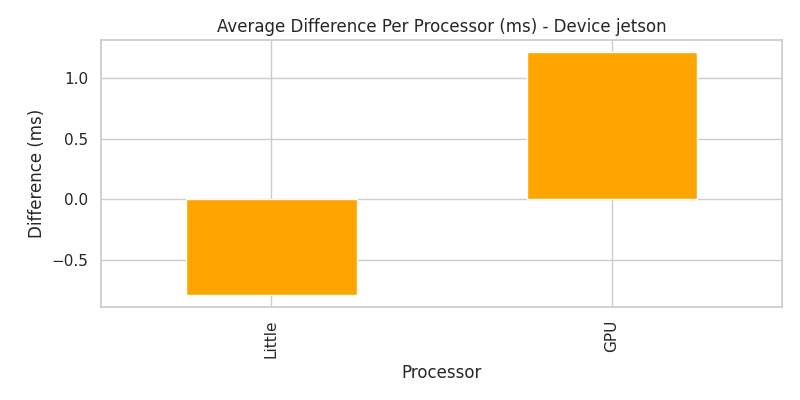 Average Difference Per Processor (ms) - Device jetson
Difference (ms)
1.0
0.5
0.0
−0.5
Little
GPU
Processor